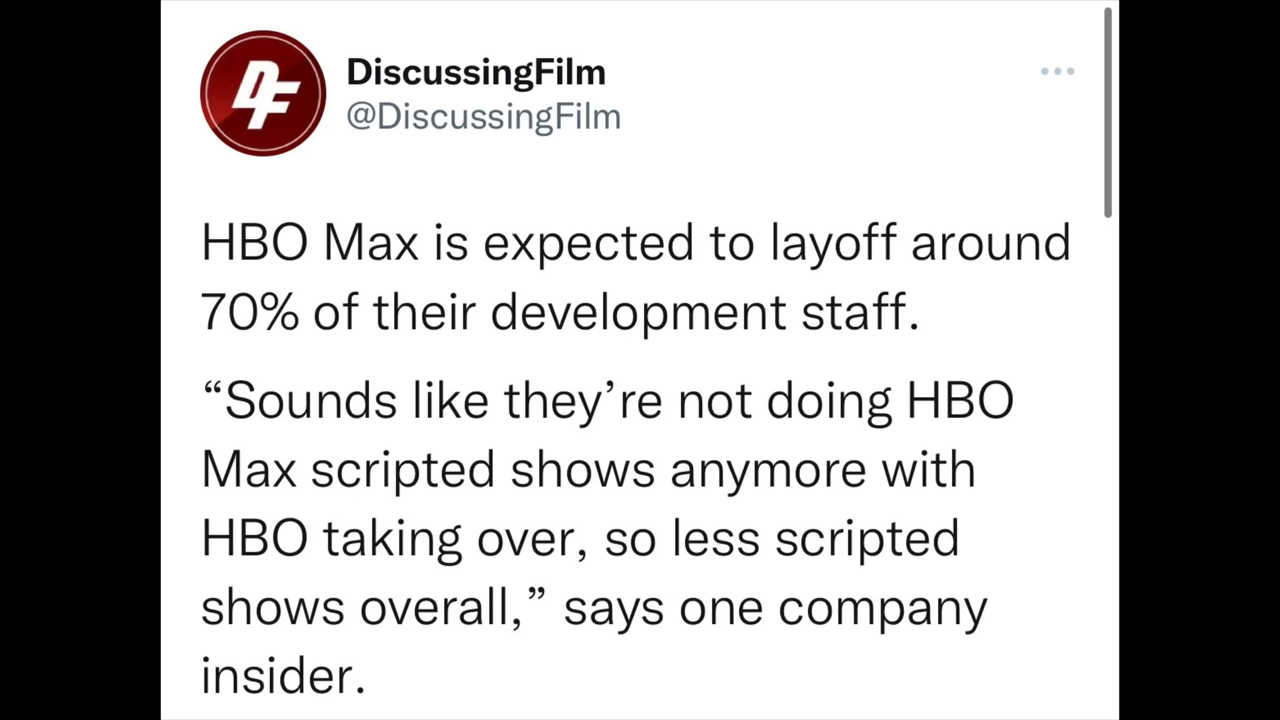 DF
DiscussingFilm
@DiscussingFilm
HBO Max is expected to layoff around
70% of their development staff.
“Sounds like they’re not doing HBO
Max scripted shows anymore with
HBO taking over, so less scripted
shows overall,” says one company
insider.